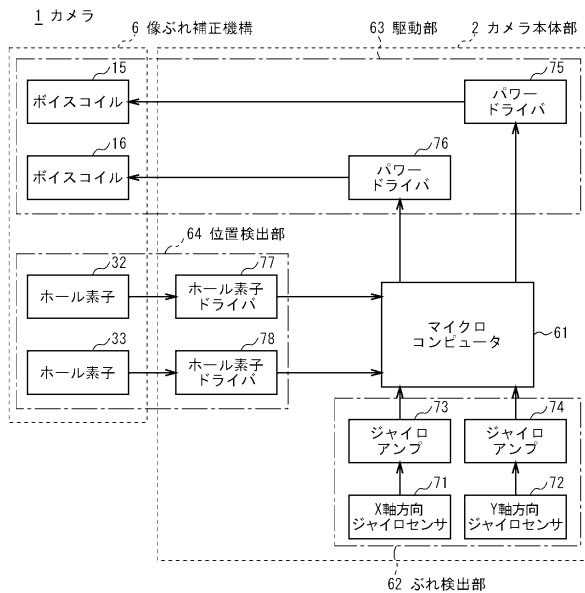 1 カメラ
6 像ぶれ補正機構
63 駆動部
2 カメラ本体部
15
ボイスコイル
75
パワー
ドライバ
16
ボイスコイル
76
パワー
ドライバ
64 位置検出部
32
ホール素子
77
ホール素子
ドライバ
33
ホール素子
78
ホール素子
ドライバ
マイクロ
コンピュータ
61
73
ジャイロ
アンプ
74
ジャイロ
アンプ
71
X軸方向
ジャイロセンサ
72
Y軸方向
ジャイロセンサ
62 ぶれ検出部